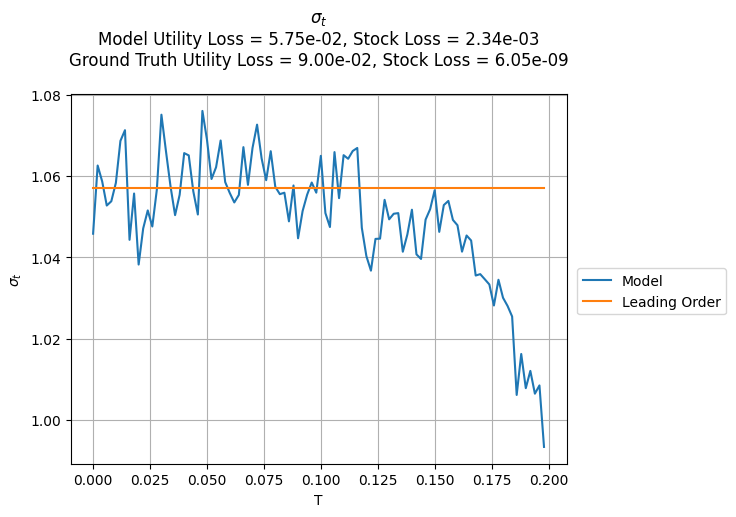 σt
Model Utility Loss = 5.75e-02, Stock Loss = 2.34e-03
Ground Truth Utility Loss = 9.00e-02, Stock Loss = 6.05e-09
1.08
1.06
1.04
1.02
1.00
σt
0.000 0.025 0.050 0.075 0.100 0.125 0.150 0.175 0.200
T
Model
Leading Order